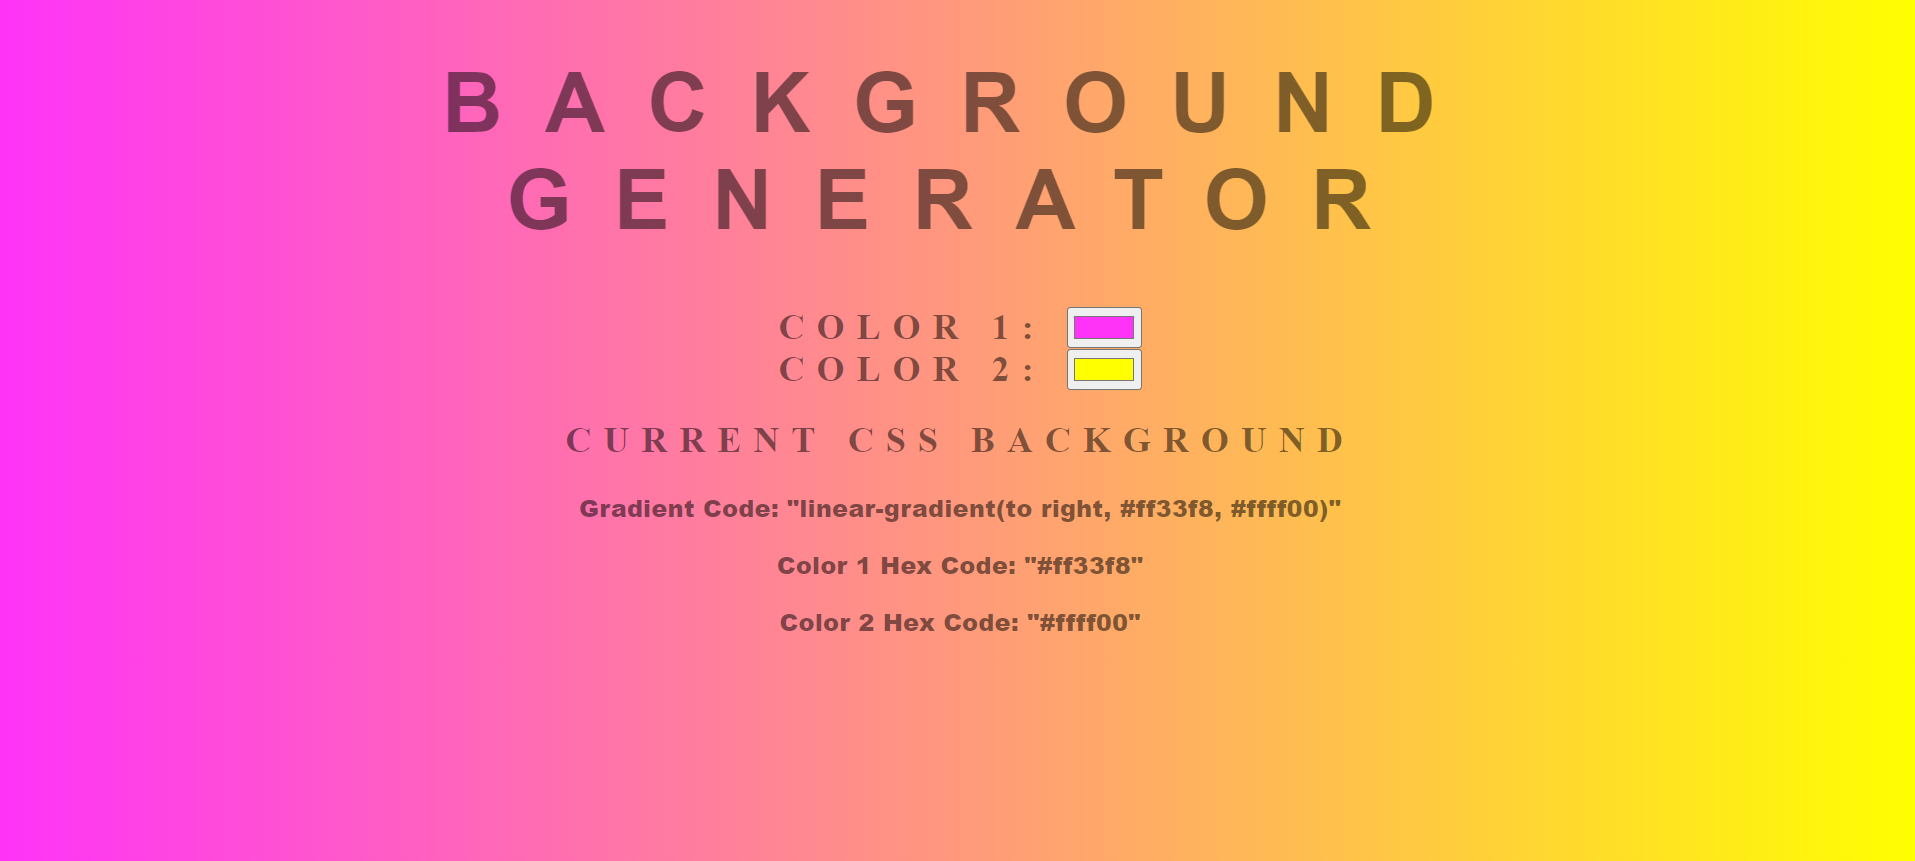 BACKGROUND
GENERATOR
COLOR 1:
COLOR 2:
CURRENT CSS BACKGROUND
Gradient Code: "linear-gradient(to right, #ff33f8, #ffff00)"
Color 1 Hex Code: "#ff33f8"
Color 2 Hex Code: "#ffff00"